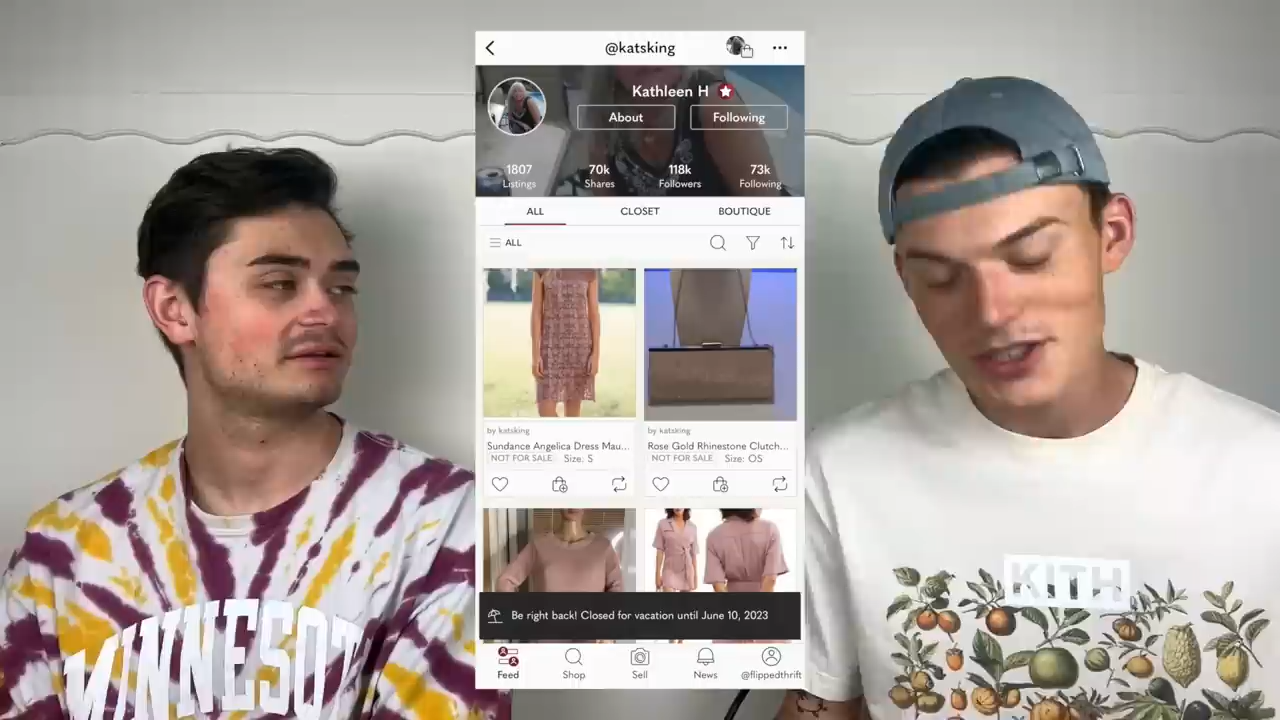 @katsking
Kathleen H
About
Following
1807
Listings
70k
Shares
118k
Followers
73k
Following
ALL
CLOSET
BOUTIQUE
ALL
by katsking
Sundance Angelica Dress Mau...
NOT FOR SALE
Size: S
by katsking
Rose Gold Rhinestone Clutch...
NOT FOR SALE
Size: OS
Be right back! Closed for vacation until June 10, 2023
Feed
Shop
Sell
News
@flippedthrift
MINNESOT
KITH